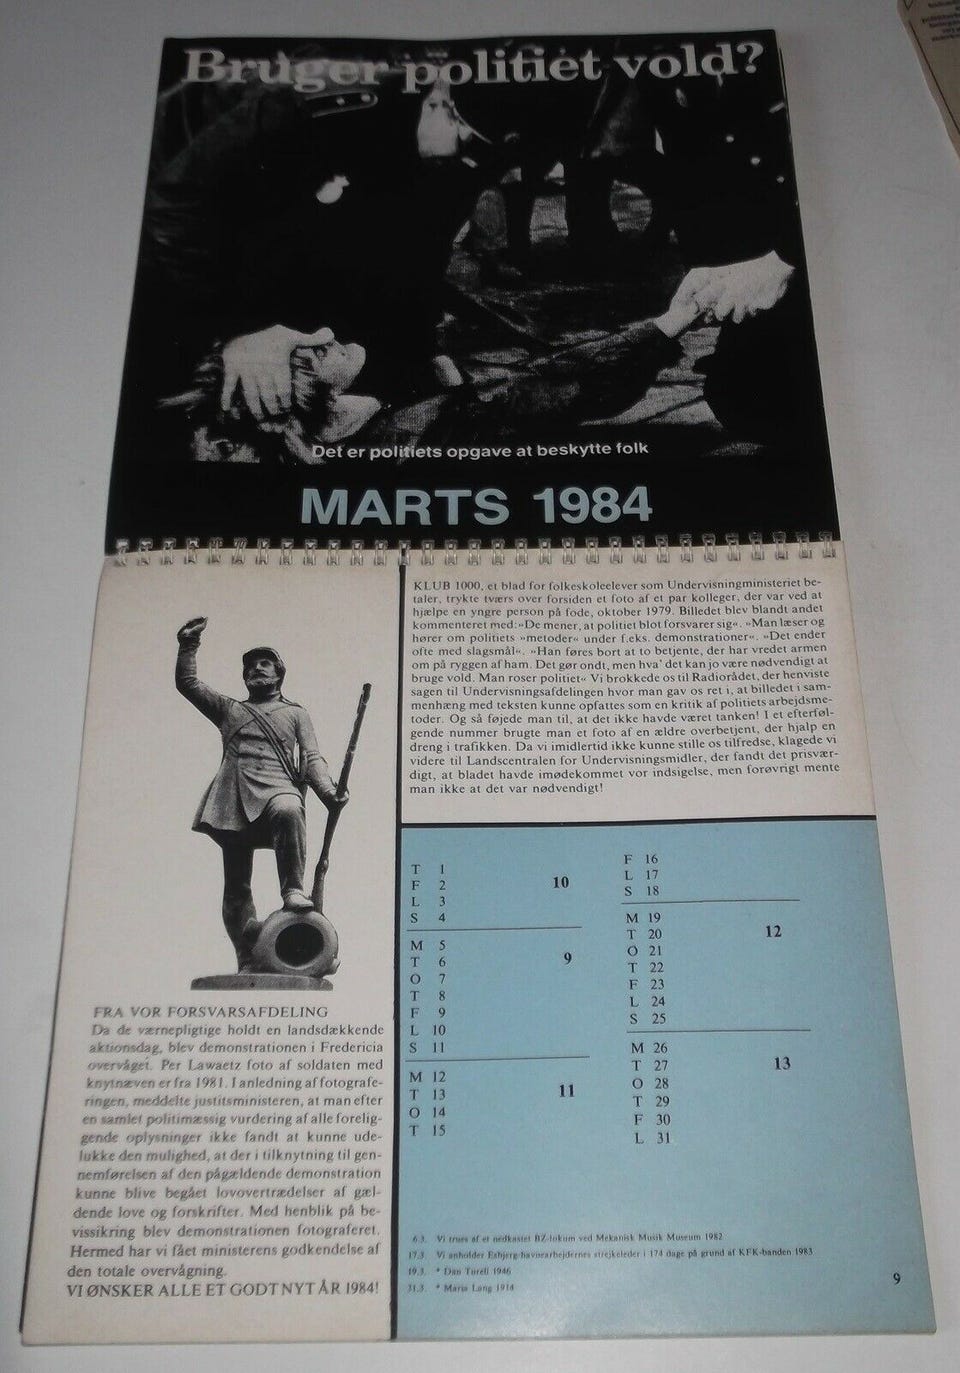 Bruger politiet vold?
Det er politiets opgave at beskytte folk
MARTS 1984
KLUB 1000, et blad for folkeskoleelever som Undervisningministeriet be-
taler, trykte tværs over forsiden et foto af et par kolleger, der var ved at
hjælpe en yngre person på fode, oktober 1979. Billedet blev blandt andet
kommenteret med:»De mener, at politiet blot forsvarer sig«. »Man læser og
hører om politiets »metoder« under f.eks. demonstrationer«. »Det ender
ofte med slagsmål«. »Han føres bort at to betjente, der har vredet armen
om på ryggen af ham. Det gør ondt, men hva' det kan jo være nødvendigt at
bruge vold. Man roser politiet« Vi brokkede os til Radiorådet, der henviste
sagen til Undervisningsafdelingen hvor man gav os ret i, at billedet i sam-
menhæng med teksten kunne opfattes som en kritik af politiets arbejdsme-
toder. Og så føjede man til, at det ikke havde været tanken! I et efterføl-
gende nummer brugte man et foto af en ældre overbetjent, der hjalp en
dreng i trafikken. Da vi imidlertid ikke kunne stille os tilfredse, klagede vi
videre til Landscentralen for Undervisningsmidler, der fandt det prisvær-
digt, at bladet havde imødekommet vor indsigelse, men forøvrigt mente
man ikke at det var nødvendigt!
FRA VOR FORSVARSAFDELING
Da de værnepligtige holdt en landsdækkende
aktionsdag, blev demonstrationen i Fredericia
overvåget. Per Lawaetz foto af soldaten med
knytnæven er fra 1981. I anledning af fotografe-
ringen, meddelte justitsministeren, at man efter
en samlet politimæssig vurdering af alle forelig-
gende oplysninger ikke fandt at kunne ude-
lukke den mulighed, at der i tilknytning til gen-
nemførelsen af den pågældende demonstration
kunne blive begået lovovertrædelser af gæl-
dende love og forskrifter. Med henblik på be-
vissikring blev demonstrationen fotograferet.
Hermed har vi fået ministerens godkendelse af
den totale overvågning.
VI ØNSKER ALLE ET GODT NYT ÅR 1984!
T 1
F 2 10
L 3
S 4
M 5
T 6 9
O 7
T 8
F 9
L 10
S 11
M 12
T 13 11
O 14
T 15
F 16
L 17
S 18
M 19
T 20 12
O 21
T 22
F 23
L 24
S 25
M 26
T 27 13
O 28
T 29
F 30
L 31
6.3. Vi trues af et nedkastet BZ-lokum ved Mekanisk Musik Museum 1982
17.3. Vi anholder Esbjerg-havnearbejdernes strejkeleder i 174 dage på grund af KFK-banden 1983
19.3. * Dan Turell 1946
31.3. * Maria Lang 1914
9